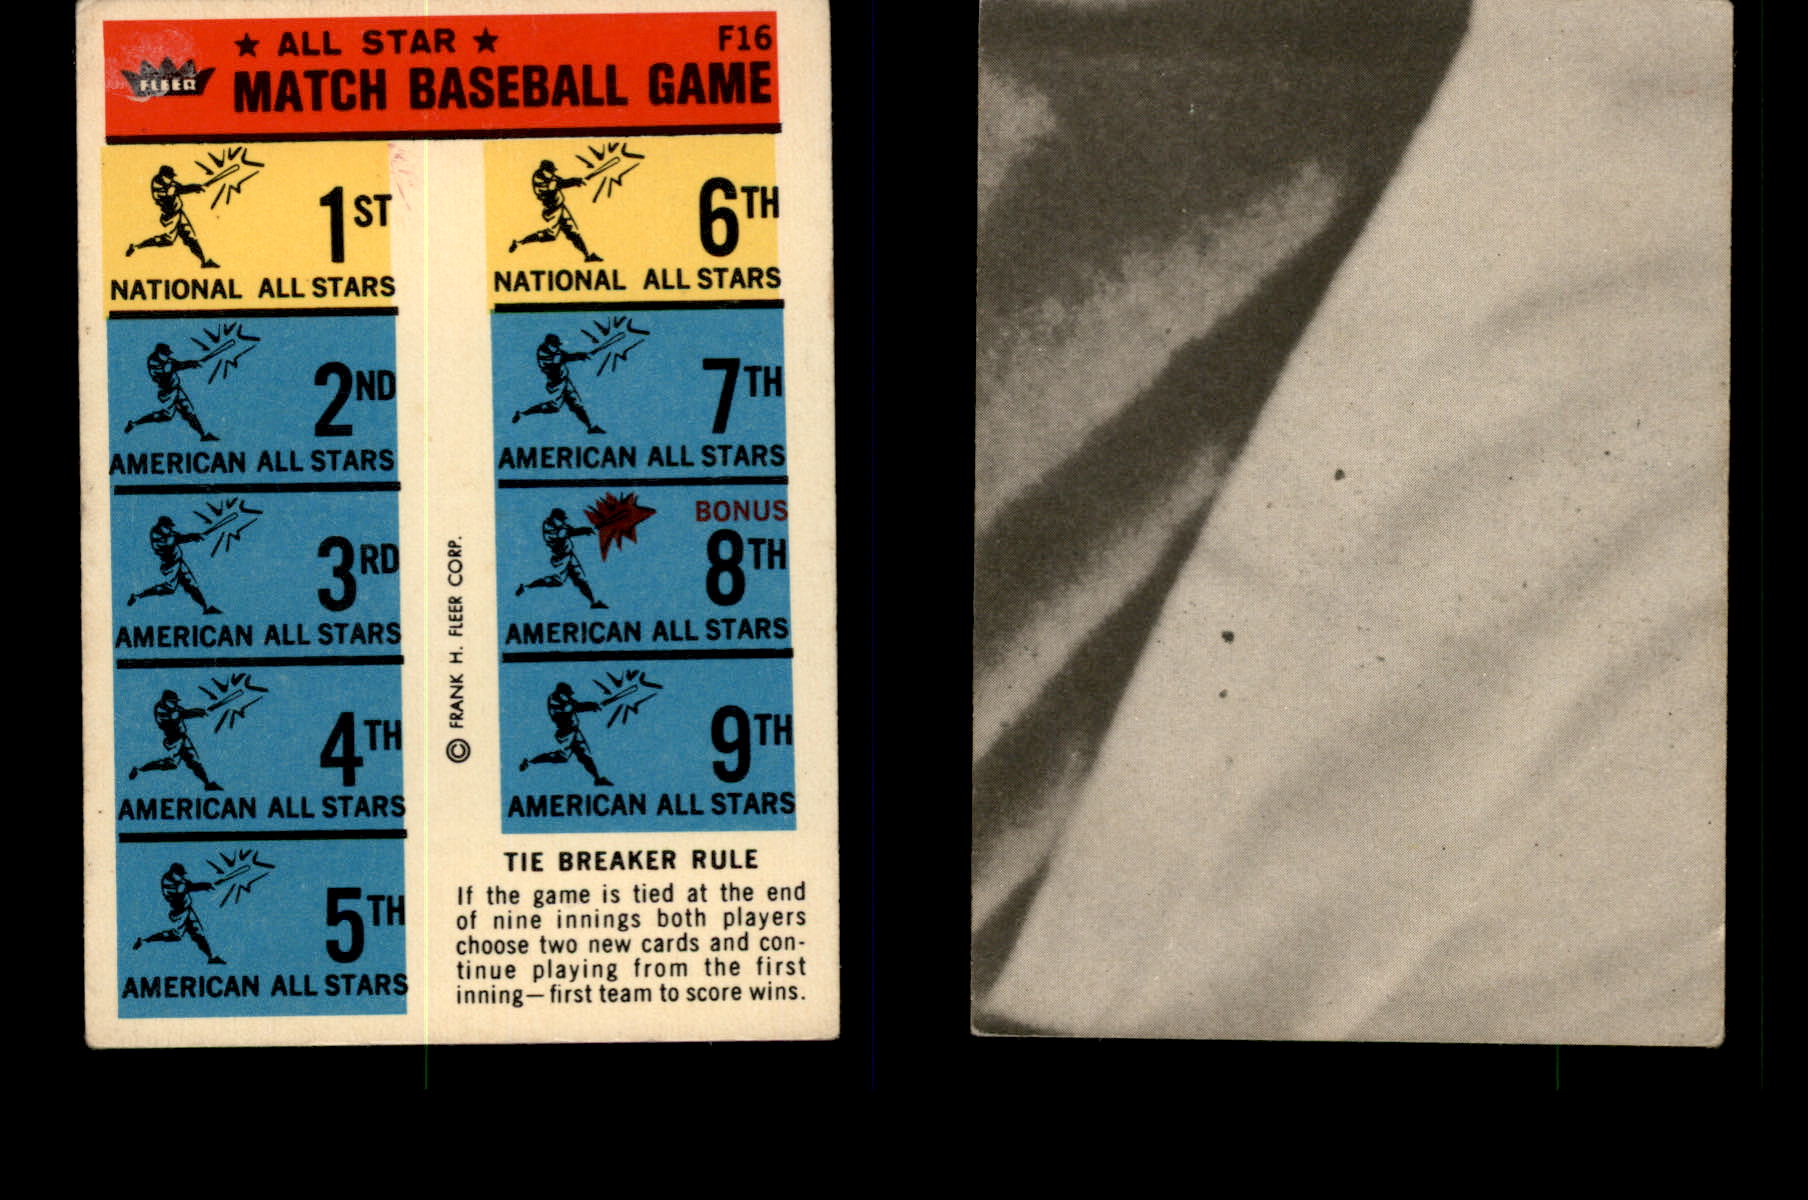 ★ ALL STAR ★
F16
FLEER
MATCH BASEBALL GAME
1ST
NATIONAL ALL STARS
2ND
AMERICAN ALL STARS
3RD
AMERICAN ALL STARS
4TH
AMERICAN ALL STARS
5TH
AMERICAN ALL STARS
© FRANK H. FLEER CORP.
6TH
NATIONAL ALL STARS
7TH
AMERICAN ALL STARS
BONUS
8TH
AMERICAN ALL STARS
9TH
AMERICAN ALL STARS
TIE BREAKER RULE
If the game is tied at the end
of nine innings both players
choose two new cards and con-
tinue playing from the first
inning—first team to score wins.